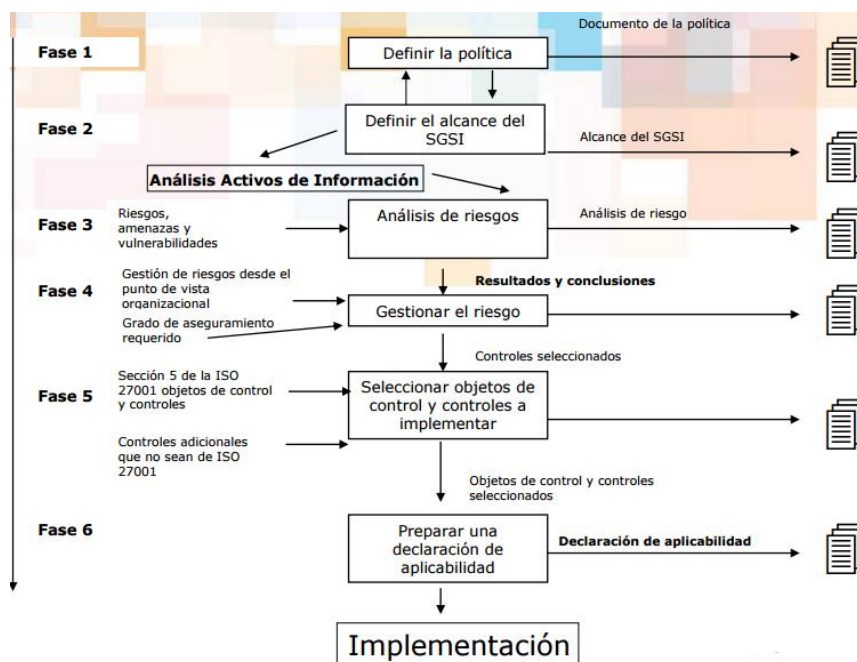 Documento de la política
Fase 1
Definir la política
Fase 2
Definir el alcance del
SGSI
Alcance del SGSI
Análisis Activos de Información
Fase 3
Riesgos,
amenazas y
vulnerabilidades
Análisis de riesgos
Análisis de riesgo
Fase 4
Gestión de riesgos desde el
punto de vista
organizacional
Resultados y conclusiones
Grado de aseguramiento
requerido
Gestionar el riesgo
Controles seleccionados
Fase 5
Sección 5 de la ISO
27001 objetos de control
y controles
Seleccionar objetos de
control y controles a
implementar
Controles adicionales
que no sean de ISO
27001
Objetos de control y controles
seleccionados
Fase 6
Preparar una
declaración de
aplicabilidad
Declaración de aplicabilidad
Implementación